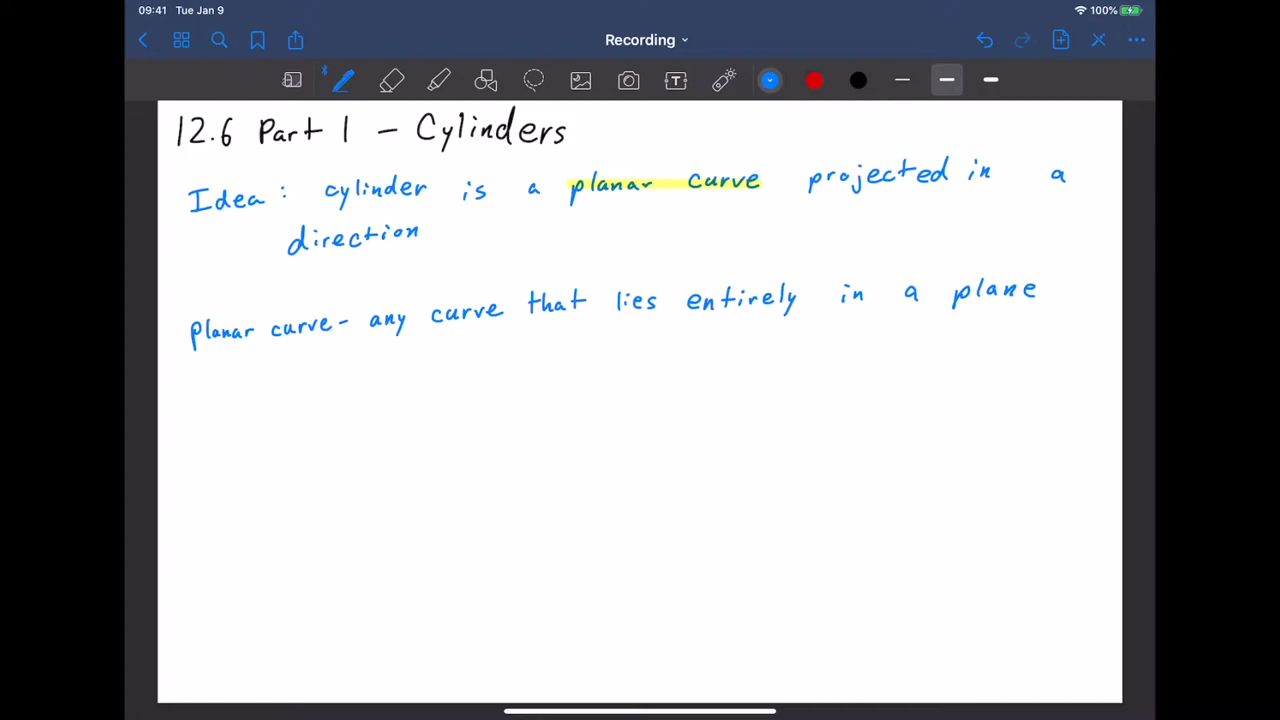 09:41 Tue Jan 9
100%
Recording
12.6 Part 1 - Cylinders
Idea: cylinder is a planar curve projected in a
direction
planar curve - any curve that lies entirely in a plane